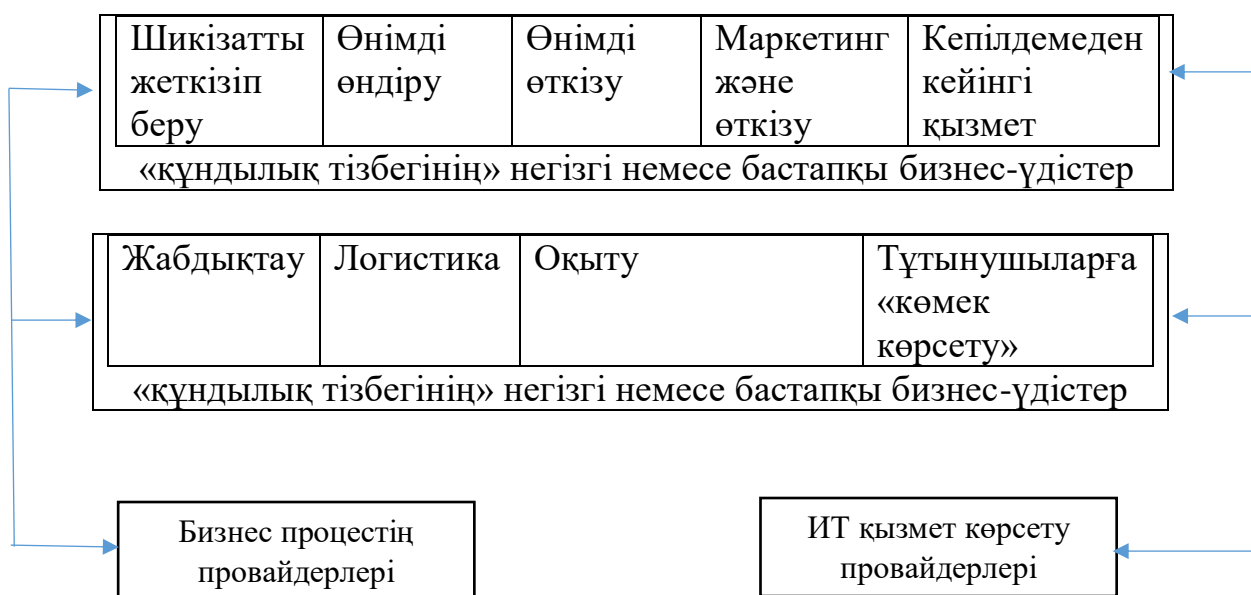 Шикізатты жеткізіп беру
Өнімді өндіру
Өнімді өткізу
Маркетинг және өткізу
Кепілдемеден кейінгі қызмет
«құндылық тізбегінің» негізгі немесе бастапқы бизнес-үдістер
Жабдықтау
Логистика
Оқыту
Тұтынушыларға «көмек көрсету»
«құндылық тізбегінің» негізгі немесе бастапқы бизнес-үдістер
Бизнес процестің
провайдерлері
ИТ қызмет көрсету
провайдерлері